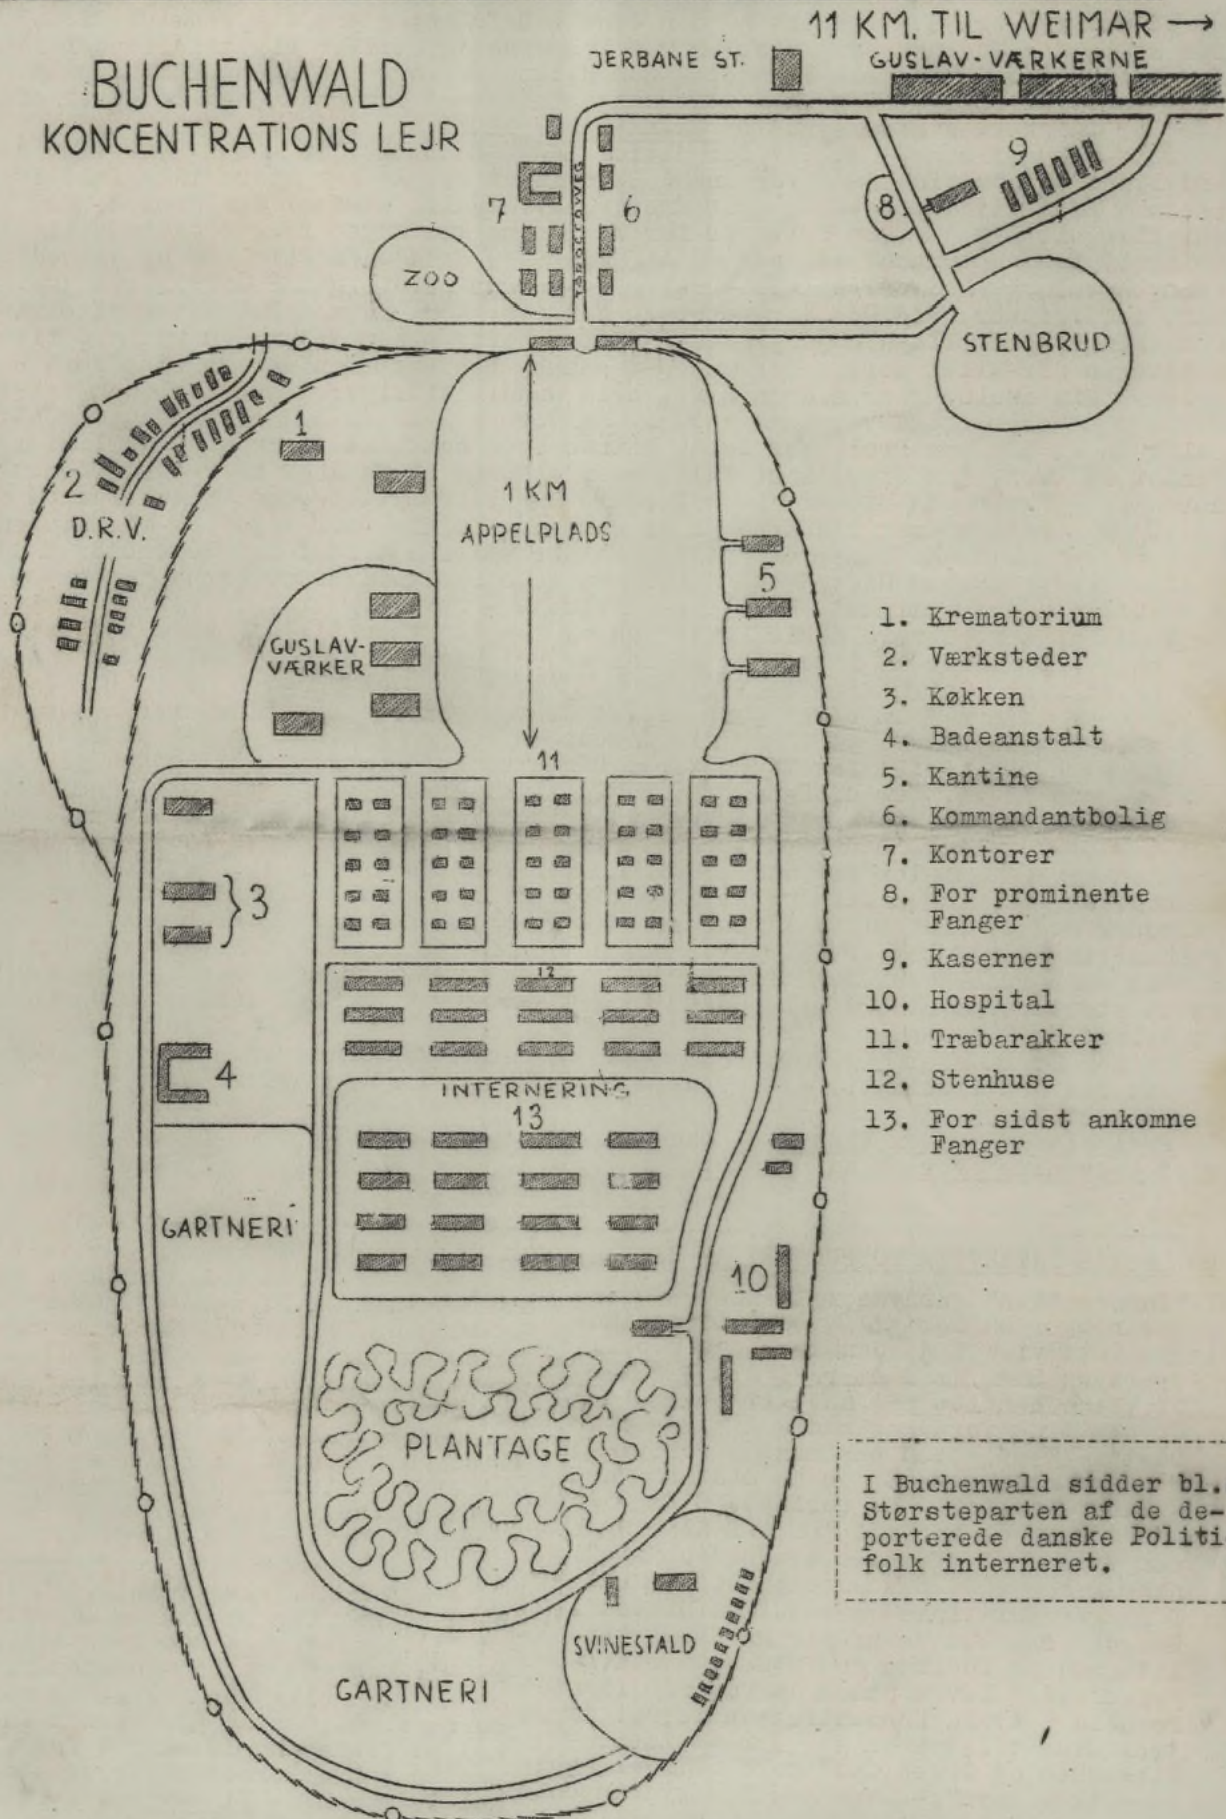 11 KM. TIL WEIMAR →
BUCHENWALD
KONCENTRATIONS LEJR
JERBANE ST.
GUSLAV-VÆRKERNE
9
7
6
8
ZOO
STENBRUD
1
2
D.R.V.
1 KM
APPELPLADS
5
GUSLAV-
VÆRKER
1. Krematorium
2. Værksteder
3. Køkken
4. Badeanstalt
5. Kantine
6. Kommandantbolig
7. Kontorer
8. For prominente
Fanger
9. Kaserner
10. Hospital
11. Træbarakker
12. Stenhuse
13. For sidst ankomne
Fanger
11
3
12
4
INTERNERING
13
GARTNERI
10
PLANTAGE
I Buchenwald sidder bl.
Størsteparten af de de-
porterede danske Politi
folk interneret.
SVINESTALD
GARTNERI